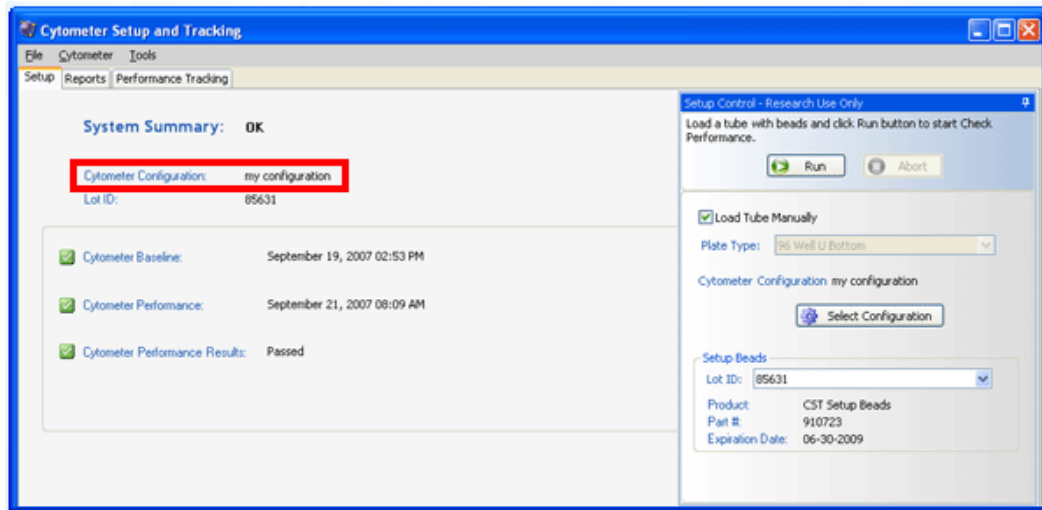 Cytometer Setup and Tracking
File Cytometer Tools
Setup Reports Performance Tracking
System Summary: OK
Cytometer Configuration: my configuration
Lot ID: 85631
Cytometer Baseline: September 19, 2007 02:53 PM
Cytometer Performance: September 21, 2007 08:09 AM
Cytometer Performance Results: Passed
Setup Control - Research Use Only
Load a tube with beads and click Run button to start Check
Performance.
Run Abort
Load Tube Manually
Plate Type: 96 Well U Bottom
Cytometer Configuration my configuration
Select Configuration
Setup Beads
Lot ID: 85631
Product CST Setup Beads
Part #: 910723
Expiration Date: 06-30-2009